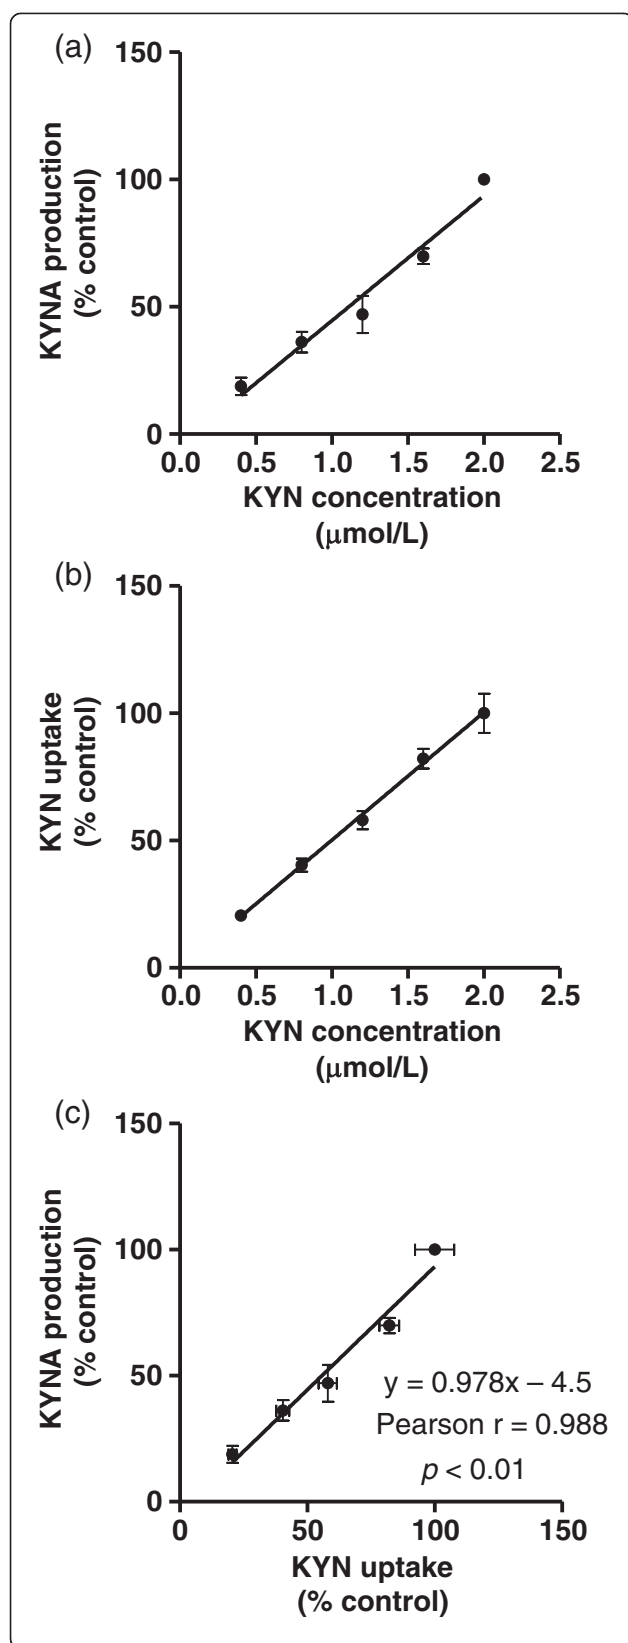 (a)
150
100
50
0
KYNA production
(% control)
0.0 0.5 1.0 1.5 2.0 2.5
KYN concentration
(μmol/L)
(b)
150
100
50
0
KYN uptake
(% control)
0.0 0.5 1.0 1.5 2.0 2.5
KYN concentration
(μmol/L)
(c)
150
100
50
0
KYNA production
(% control)
y = 0.978x – 4.5
Pearson r = 0.988
p < 0.01
0 50 100 150
KYN uptake
(% control)